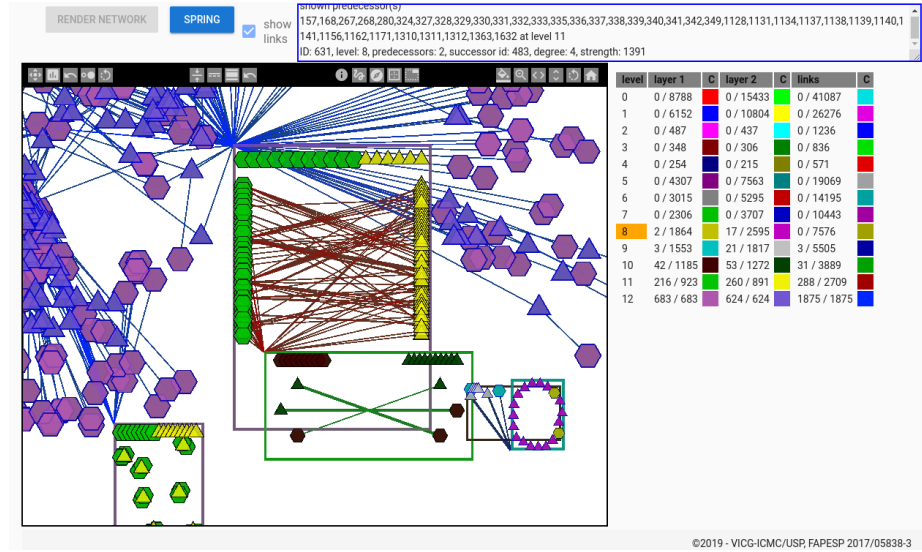 shown predecessor(s)
RENDER NETWORK
SPRING
show links
157,168,267,268,280,324,327,328,329,330,331,332,333,335,336,337,338,339,340,341,342,349,1128,1131,1134,1137,1138,1139,1140,1
141,1156,1162,1171,1310,1311,1312,1363,1632 at level 11
ID: 631, level: 8, predecessors: 2, successor id: 483, degree: 4, strength: 1391
level layer 1 C layer 2 C links C
0 0 / 8788 0 / 15433 0 / 41087
1 0 / 6152 0 / 10804 0 / 26276
2 0 / 487 0 / 437 0 / 1236
3 0 / 348 0 / 306 0 / 836
4 0 / 254 0 / 215 0 / 571
5 0 / 4307 0 / 7563 0 / 19069
6 0 / 3015 0 / 5295 0 / 14195
7 0 / 2306 0 / 3707 0 / 10443
8 2 / 1864 17 / 2595 0 / 7576
9 3 / 1553 21 / 1817 3 / 5505
10 42 / 1185 53 / 1272 31 / 3889
11 216 / 923 260 / 891 288 / 2709
12 683 / 683 624 / 624 1875 / 1875
©2019 - VICG-ICMC/USP, FAPESP 2017/05838-3